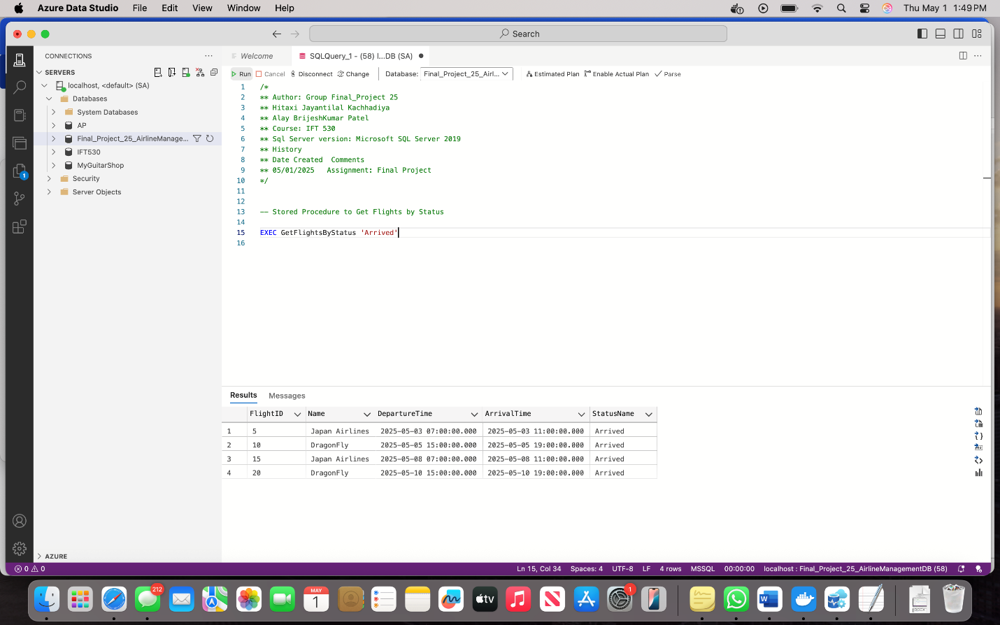 Azure Data Studio File Edit View Window Help Thu May 1 1:49 PM
Search
CONNECTIONS
Welcome
SQLQuery_1 - (58) l...DB (SA)
SERVERS
Run Cancel Disconnect Change Database: Final_Project_25_Airl... Estimated Plan Enable Actual Plan Parse
localhost, <default> (SA)
Databases
System Databases
AP
Final_Project_25_AirlineManage...
IFT530
MyGuitarShop
Security
Server Objects
1
1 /*
2 ** Author: Group Final_Project 25
3 ** Hitaxi Jayantilal Kachhadiya
4 ** Alay BrijeshKumar Patel
5 ** Course: IFT 530
6 ** Sql Server version: Microsoft SQL Server 2019
7 ** History
8 ** Date Created  Comments
9 ** 05/01/2025   Assignment: Final Project
10 */
11
12
13 -- Stored Procedure to Get Flights by Status
14
15 EXEC GetFlightsByStatus 'Arrived'
16
Results Messages
FlightID Name DepartureTime ArrivalTime StatusName
1 5 Japan Airlines 2025-05-03 07:00:00.000 2025-05-03 11:00:00.000 Arrived
2 10 DragonFly 2025-05-05 15:00:00.000 2025-05-05 19:00:00.000 Arrived
3 15 Japan Airlines 2025-05-08 07:00:00.000 2025-05-08 11:00:00.000 Arrived
4 20 DragonFly 2025-05-10 15:00:00.000 2025-05-10 19:00:00.000 Arrived
AZURE
0 0 Ln 15, Col 34 Spaces: 4 UTF-8 LF 4 rows MSSQL 00:00:00 localhost : Final_Project_25_AirlineManagementDB (58)
212
MAY
1
tv
1
W
DOCX